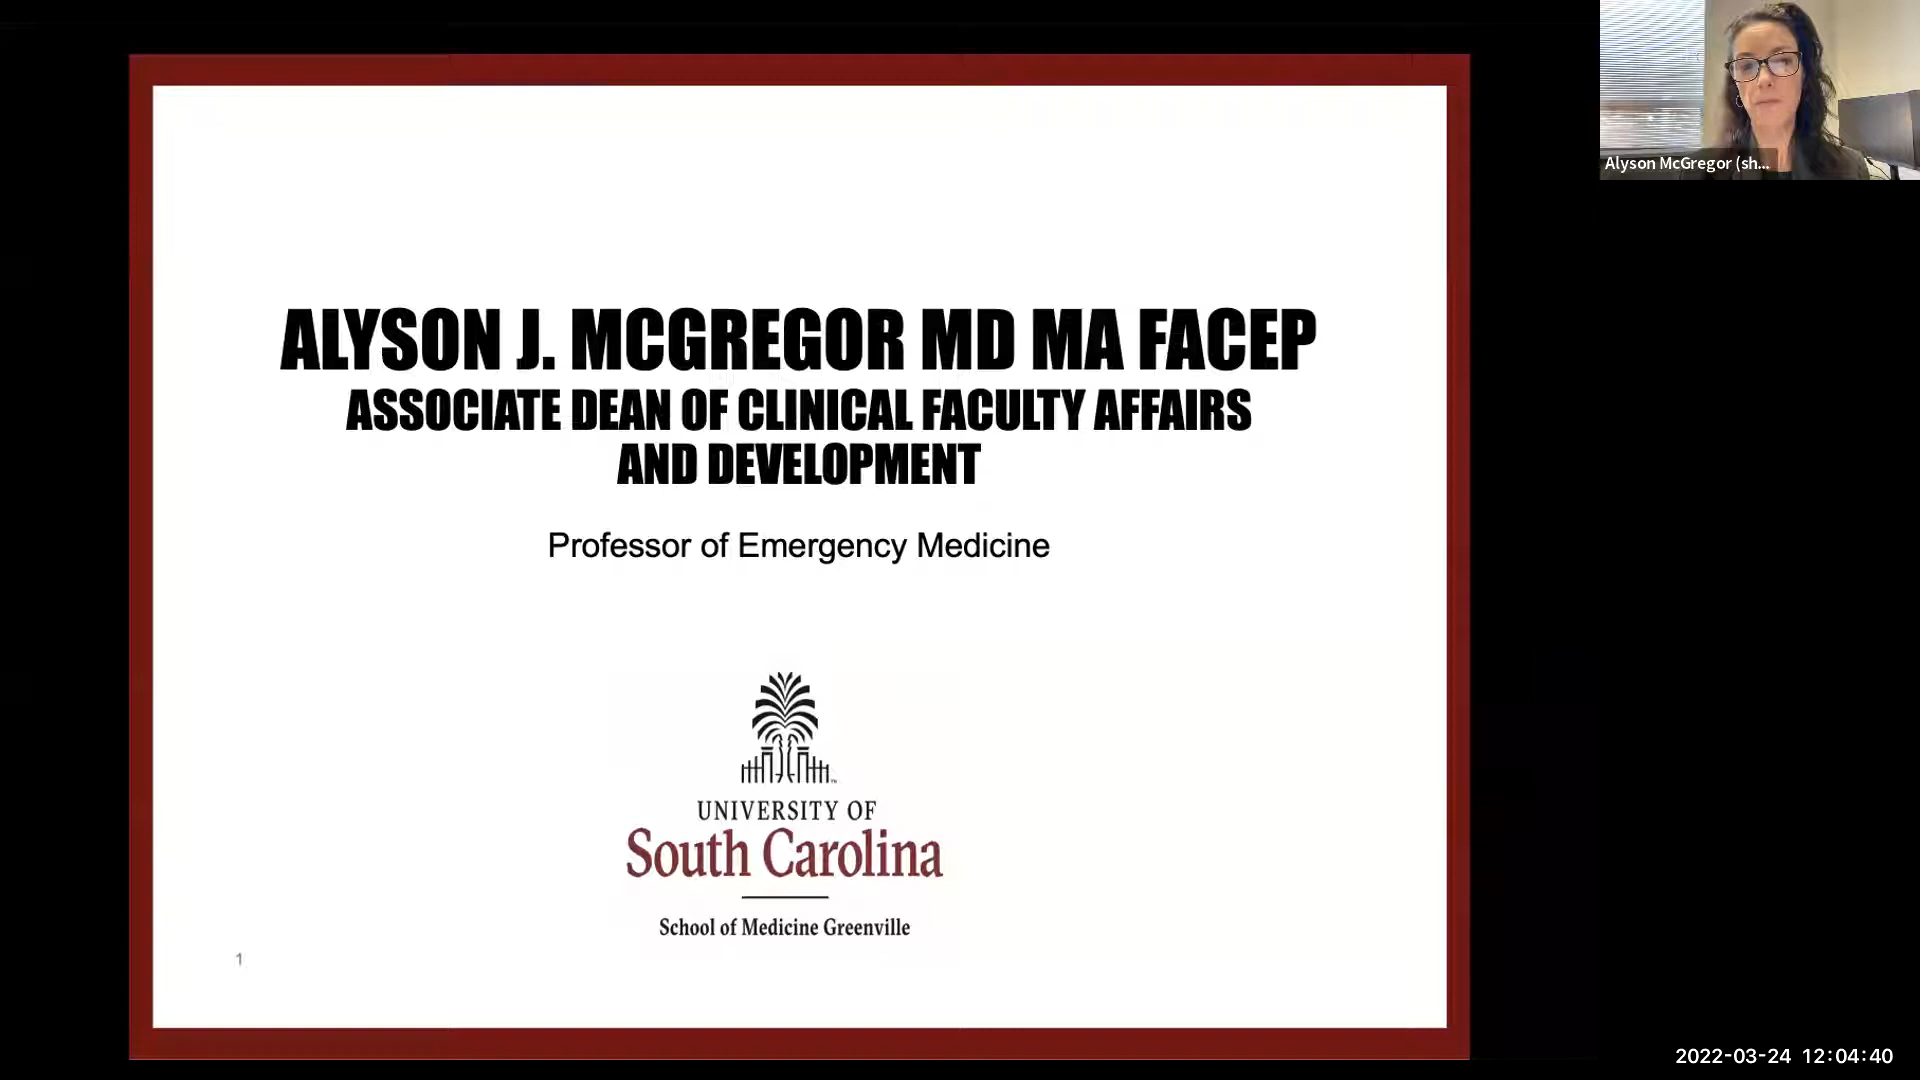 Alyson McGregor (sh...
ALYSON J. MCGREGOR MD MA FACEP
ASSOCIATE DEAN OF CLINICAL FACULTY AFFAIRS
AND DEVELOPMENT
Professor of Emergency Medicine
UNIVERSITY OF
South Carolina
School of Medicine Greenville
1
2022-03-24 12:04:40